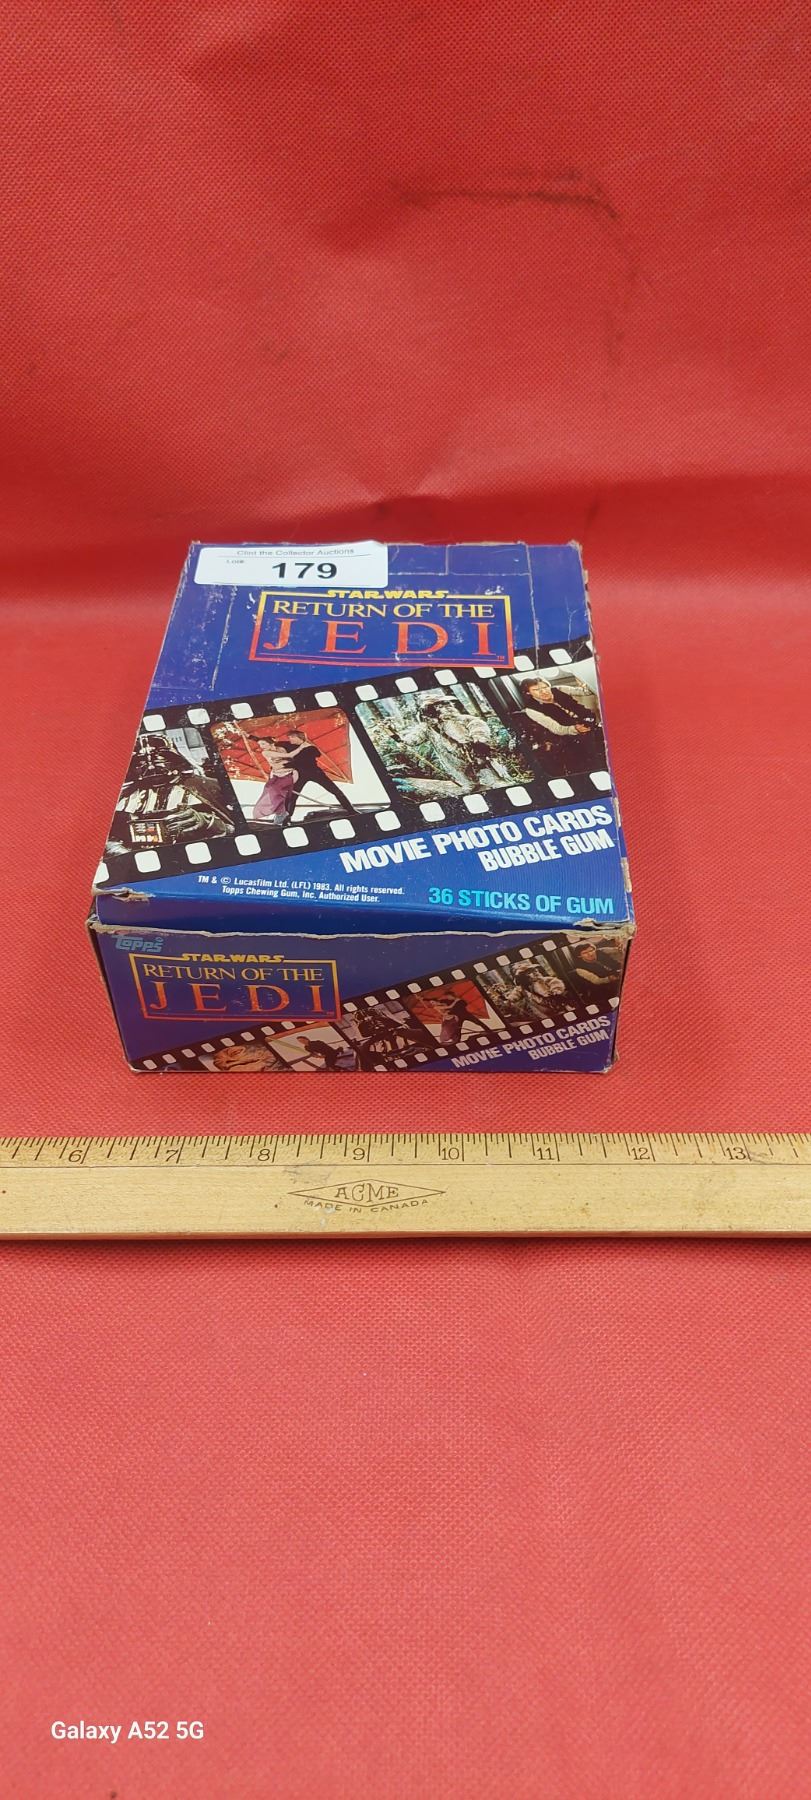 Clint the Collector Auctions
Lot#
179
STAR WARS
RETURN OF THE
JEDI
TM
MOVIE PHOTO CARDS
BUBBLE GUM
TM & © Lucasfilm Ltd. (LFL) 1983. All rights reserved.
Topps Chewing Gum, Inc. Authorized User.
36 STICKS OF GUM
Topps
STAR WARS
RETURN OF THE
JEDI
MOVIE PHOTO CARDS
BUBBLE GUM
6 7 8 9 10 11 12 13
ACME
MADE IN CANADA
Galaxy A52 5G